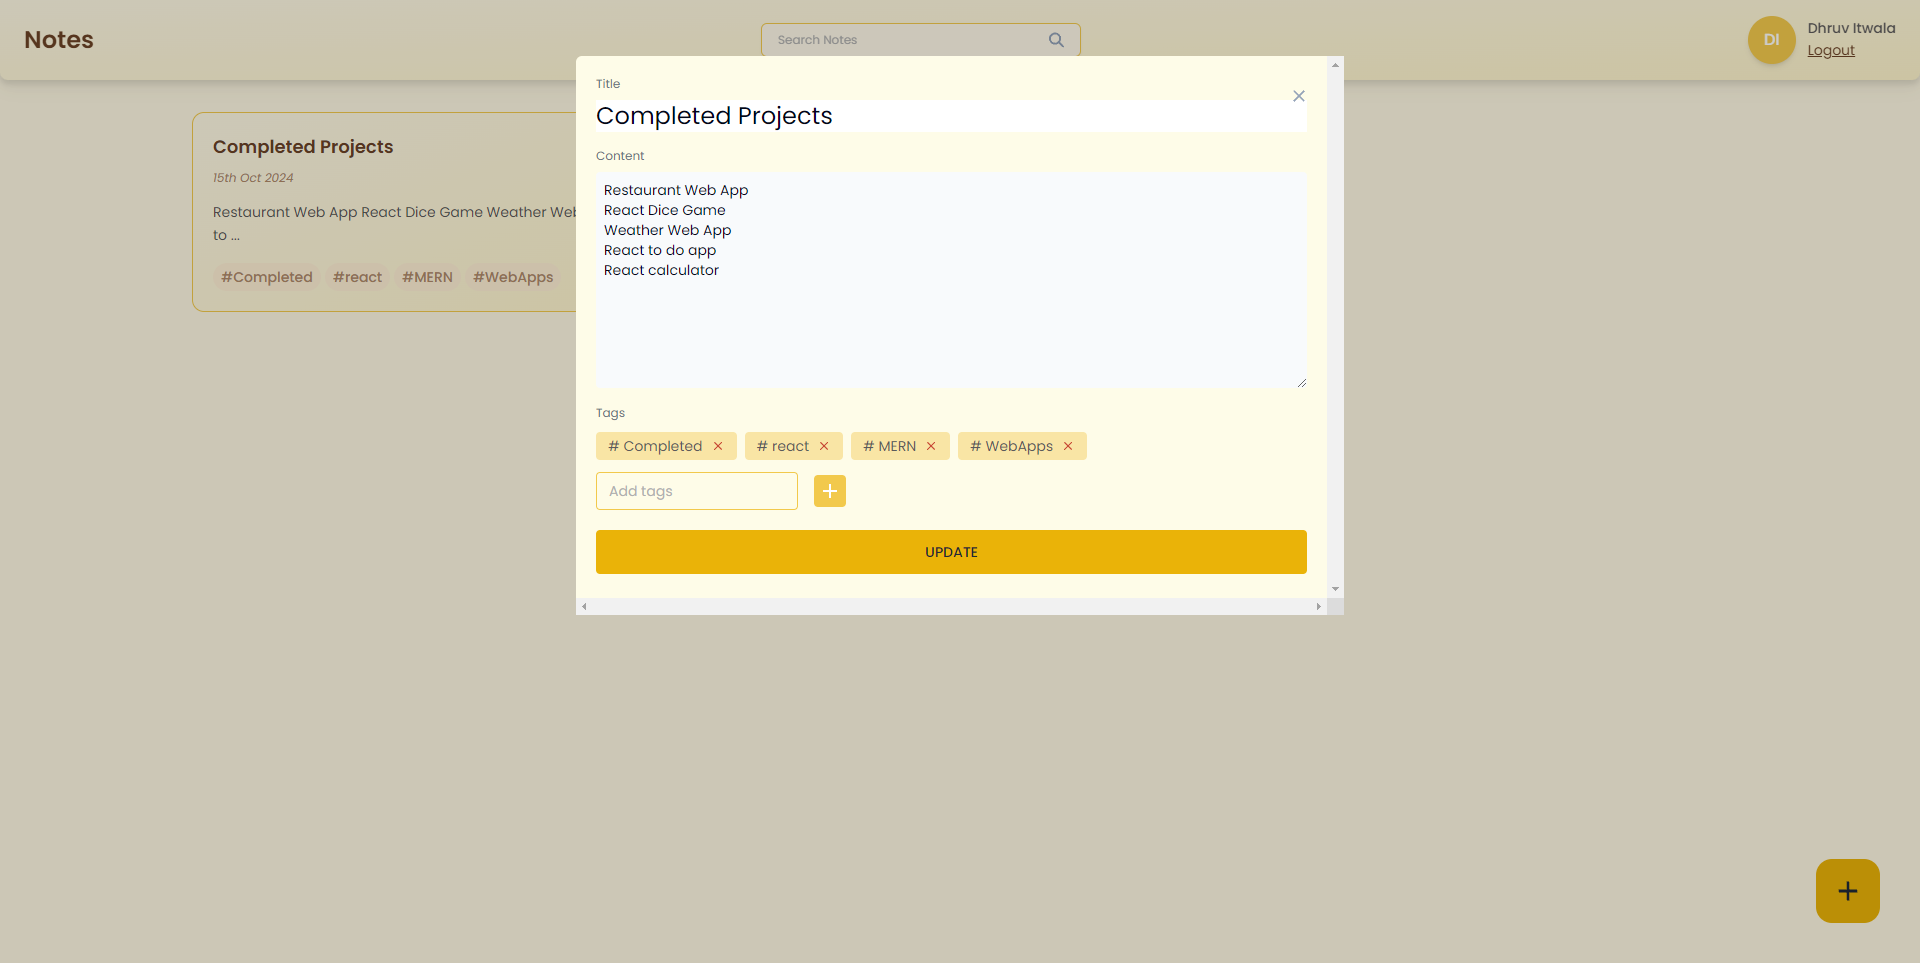 Notes
Search Notes
DI
Dhruv Itwala
Logout
Completed Projects
15th Oct 2024
Restaurant Web App React Dice Game Weather Web
to ...
#Completed #react #MERN #WebApps
Title
Completed Projects
Content
Restaurant Web App
React Dice Game
Weather Web App
React to do app
React calculator
Tags
# Completed # react # MERN # WebApps
Add tags
UPDATE